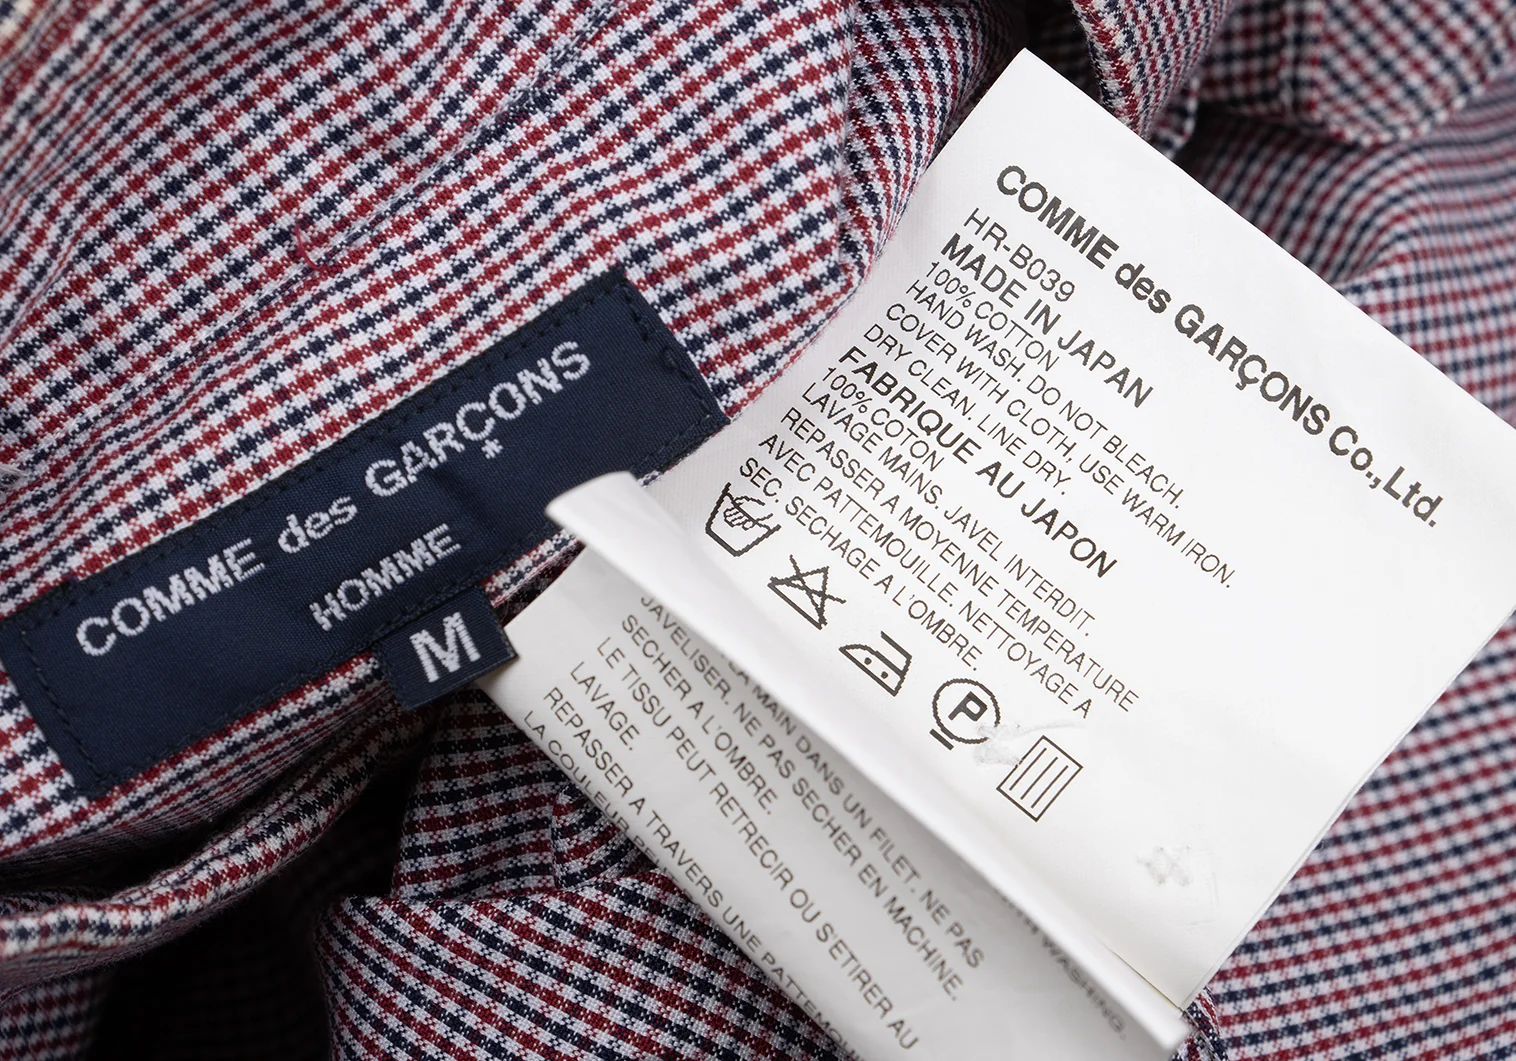 COMME des GARÇONS
HOMME
M
COMME des GARÇONS Co.,Ltd.
HR-B039
MADE IN JAPAN
100% COTTON
HAND WASH. DO NOT BLEACH.
COVER WITH CLOTH, USE WARM IRON.
DRY CLEAN. LINE DRY.
FABRIQUE AU JAPON
100% COTON
LAVAGE MAINS. JAVEL INTERDIT.
REPASSER A MOYENNE TEMPERATURE
AVEC PATTEMOUILLE. NETTOYAGE A
SEC. SECHAGE A L'OMBRE.
P
LA MAIN DANS UN FILET. NE PAS
JAVELISER. NE PAS SECHER EN MACHINE.
SECHER A L'OMBRE.
LE TISSU PEUT RETRECIR OU S'ETIRER AU
LAVAGE.
REPASSER A TRAVERS UNE
LA COULEUR
WASHING.